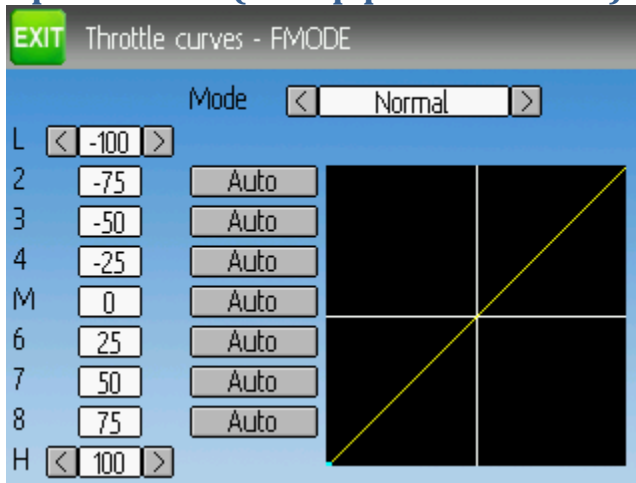 EXIT Throttle curves - FMODE
Mode < Normal >
L < -100 >
2 -75 Auto
3 -50 Auto
4 -25 Auto
M 0 Auto
6 25 Auto
7 50 Auto
8 75 Auto
H < 100 >